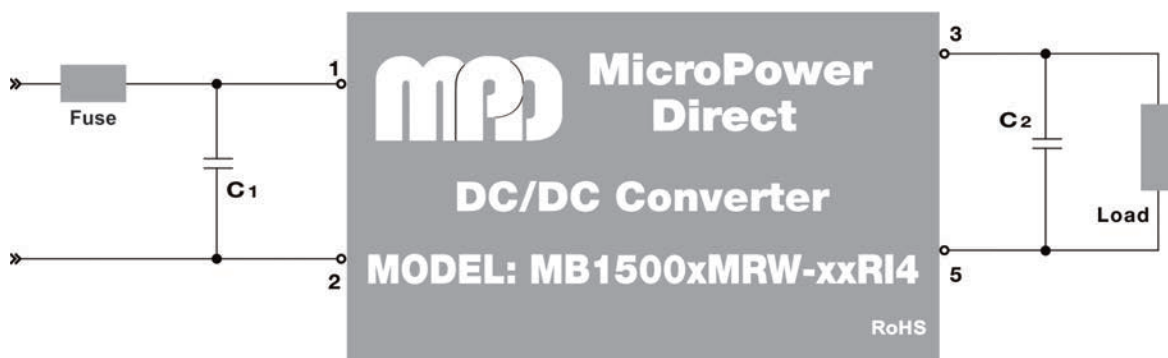 Fuse
C1
1
2
MPD
MicroPower
Direct
DC/DC Converter
MODEL: MB1500xMRW-xxRI4
RoHS
3
5
C2
Load